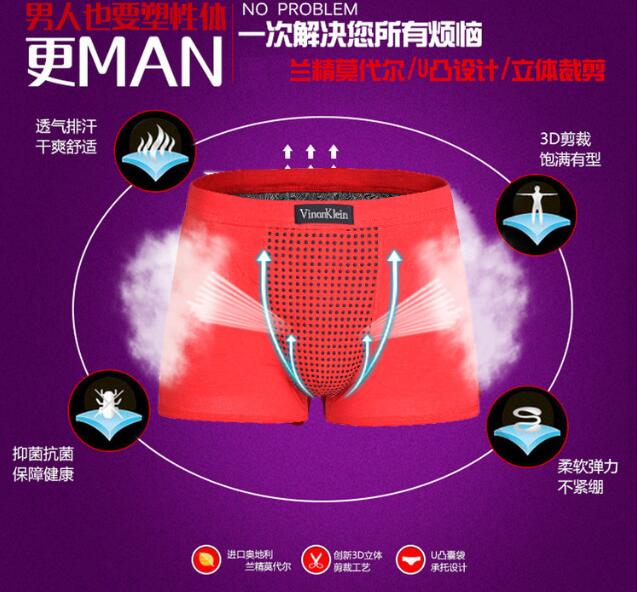 男人也要塑性体
更MAN
NO PROBLEM
一次解决您所有烦恼
兰精莫代尔/U凸设计/立体裁剪
透气排汗
干爽舒适
3D剪裁
饱满有型
VinonKlein
抑菌抗菌
保障健康
柔软弹力
不紧绷
进口奥地利
兰精莫代尔
创新3D立体
剪裁工艺
U凸囊袋
承托设计